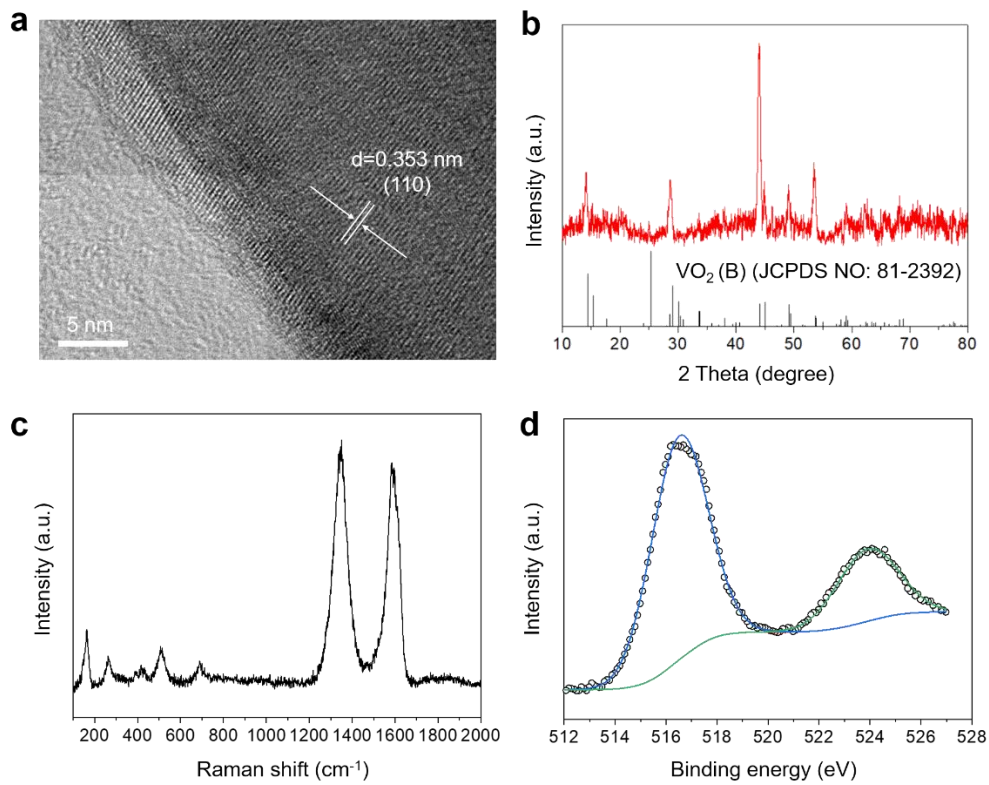 a
d=0.353 nm
(110)
5 nm
b
Intensity (a.u.)
VO₂ (B) (JCPDS NO: 81-2392)
10 20 30 40 50 60 70 80
2 Theta (degree)
c
Intensity (a.u.)
200 400 600 800 1000 1200 1400 1600 1800 2000
Raman shift (cm⁻¹)
d
Intensity (a.u.)
512 514 516 518 520 522 524 526 528
Binding energy (eV)